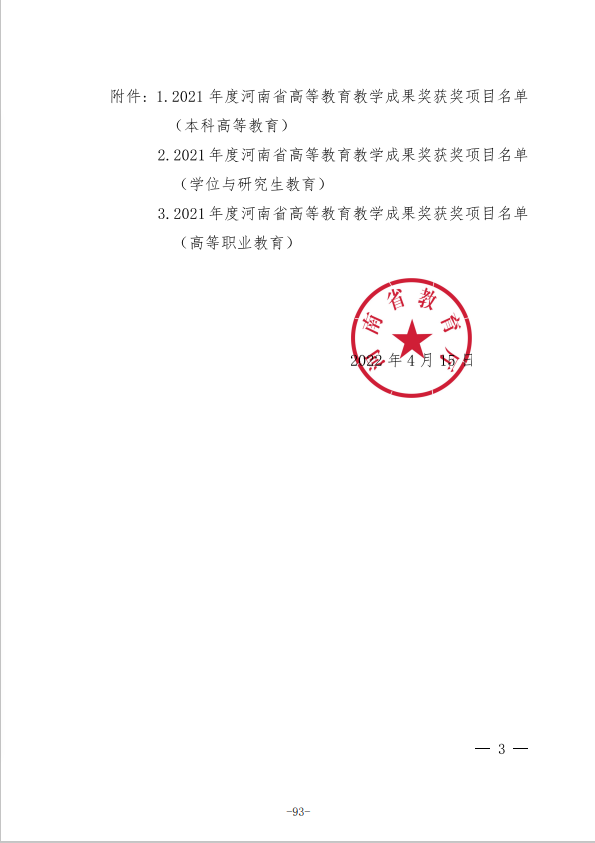 附件：1.2021 年度河南省高等教育教学成果奖获奖项目名单
（本科高等教育）
2.2021 年度河南省高等教育教学成果奖获奖项目名单
（学位与研究生教育）
3.2021 年度河南省高等教育教学成果奖获奖项目名单
（高等职业教育）
河南省教育厅
2022 年 4 月 15 日
— 3 —
-93-